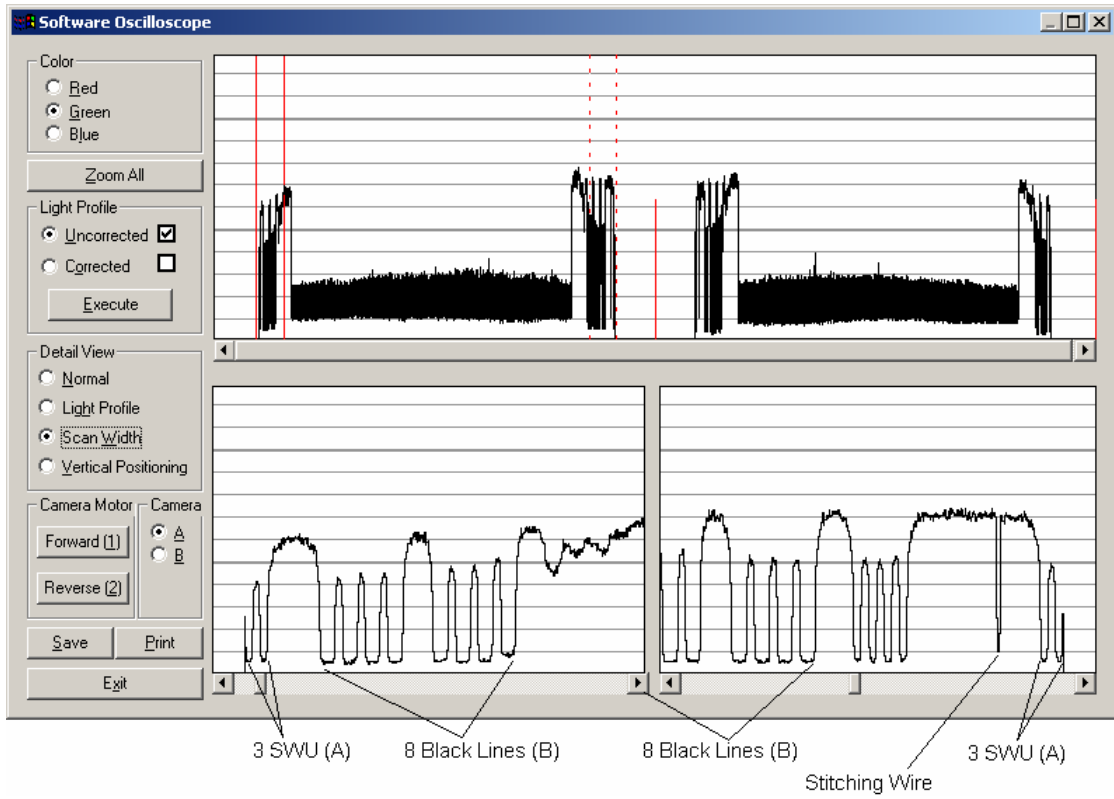 Software Oscilloscope
Color
Red
Green
Blue
Zoom All
Light Profile
Uncorrected
Corrected
Execute
Detail View
Normal
Light Profile
Scan Width
Vertical Positioning
Camera Motor
Camera
Forward (1)
A
B
Reverse (2)
Save
Print
Exit
3 SWU (A)
8 Black Lines (B)
8 Black Lines (B)
3 SWU (A)
Stitching Wire